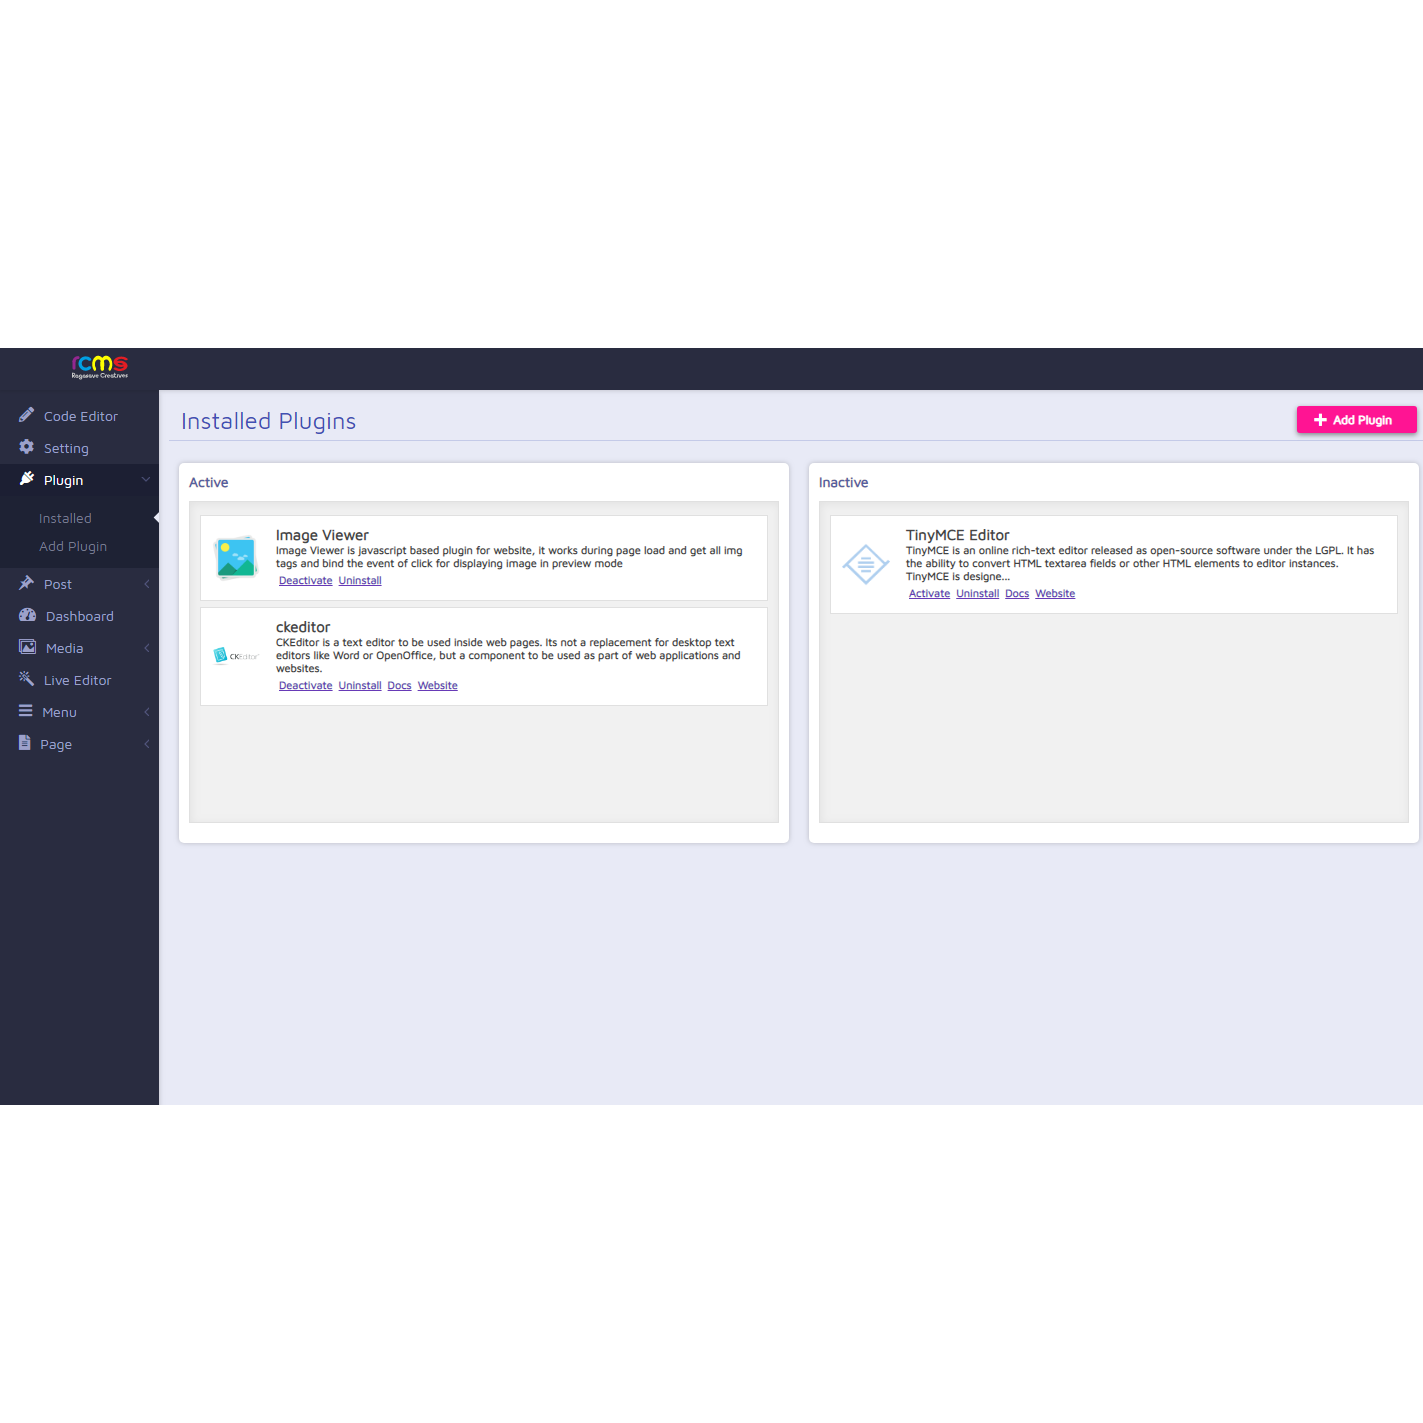 rcms
Ragassve Creatives
Code Editor
Setting
Plugin
Installed
Add Plugin
Post
Dashboard
Media
Live Editor
Menu
Page
Installed Plugins
Add Plugin
Active
Image Viewer
Image Viewer is javascript based plugin for website, it works during page load and get all img
tags and bind the event of click for displaying image in preview mode
Deactivate Uninstall
CKEditor
ckeditor
CKEditor is a text editor to be used inside web pages. Its not a replacement for desktop text
editors like Word or OpenOffice, but a component to be used as part of web applications and
websites.
Deactivate Uninstall Docs Website
Inactive
TinyMCE Editor
TinyMCE is an online rich-text editor released as open-source software under the LGPL. It has
the ability to convert HTML textarea fields or other HTML elements to editor instances.
TinyMCE is designe...
Activate Uninstall Docs Website